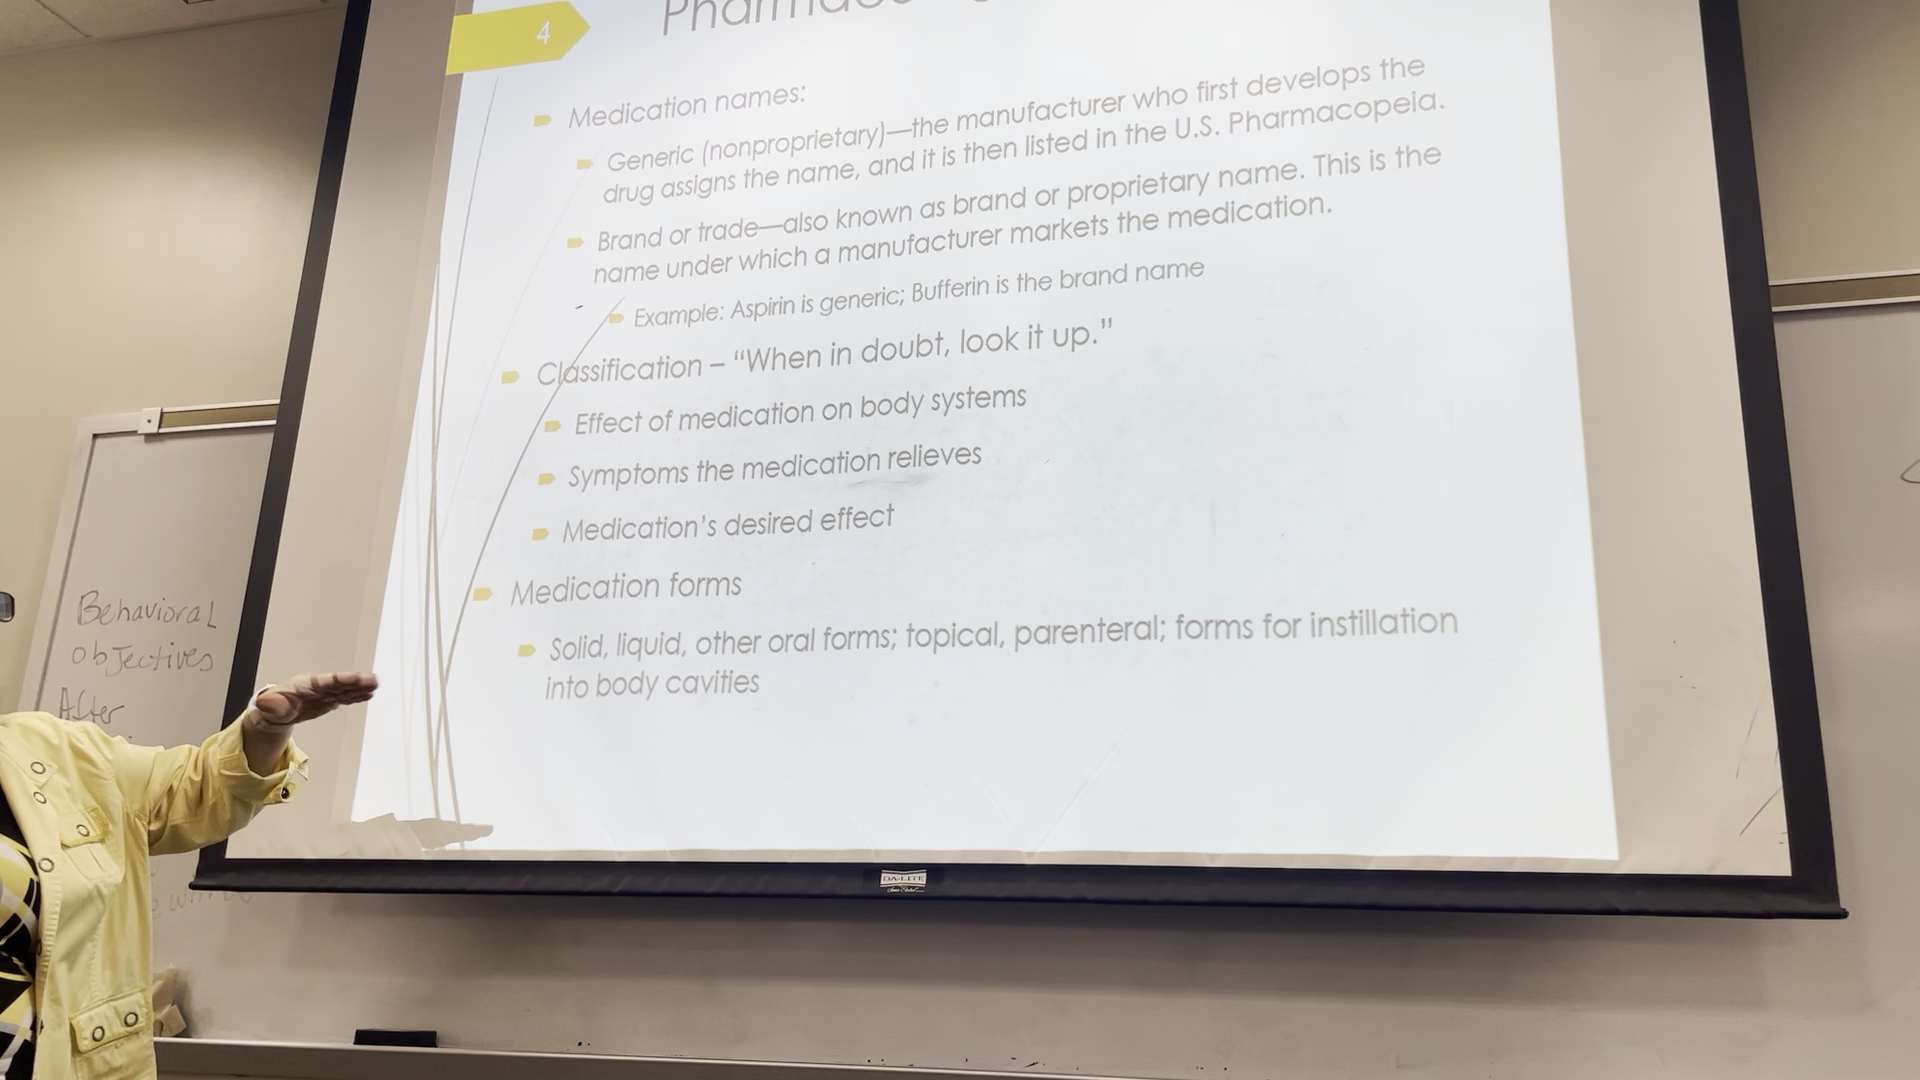 4
Medication names:
Generic (nonproprietary)—the manufacturer who first develops the
drug assigns the name, and it is then listed in the U.S. Pharmacopeia.
Brand or trade—also known as brand or proprietary name. This is the
name under which a manufacturer markets the medication.
Example: Aspirin is generic; Bufferin is the brand name
Classification – “When in doubt, look it up.”
Effect of medication on body systems
Symptoms the medication relieves
Medication’s desired effect
Medication forms
Solid, liquid, other oral forms; topical, parenteral; forms for instillation
into body cavities
Behavioral
objectives
After
DA-LITE